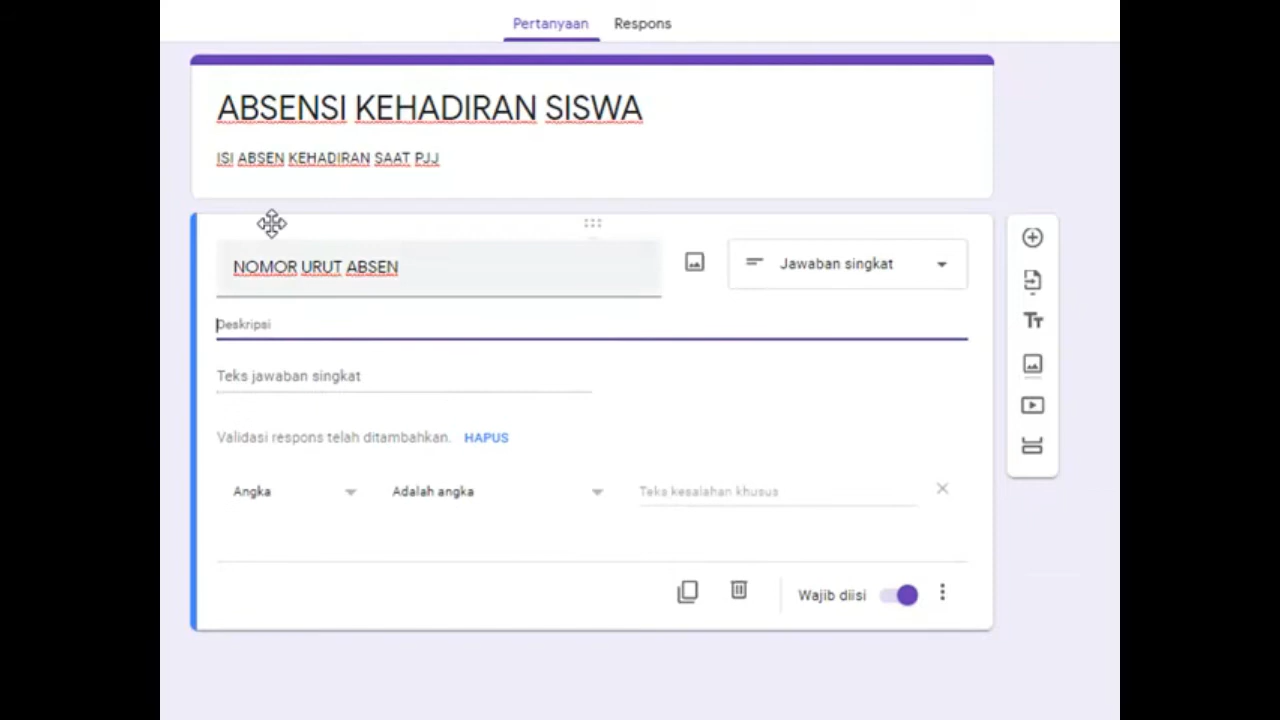 Pertanyaan Respons
ABSENSI KEHADIRAN SISWA
ISI ABSEN KEHADIRAN SAAT PJJ
NOMOR URUT ABSEN
Jawaban singkat
Deskripsi
Teks jawaban singkat
Validasi respons telah ditambahkan. HAPUS
Angka Adalah angka Teks kesalahan khusus
Wajib diisi